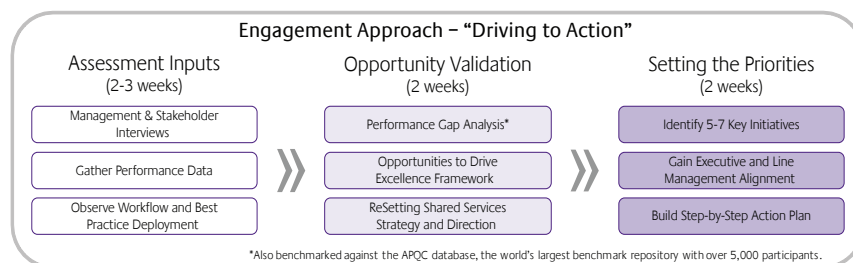 Engagement Approach – “Driving to Action”
Assessment Inputs
(2-3 weeks)
Management & Stakeholder
Interviews
Gather Performance Data
Observe Workflow and Best
Practice Deployment
Opportunity Validation
(2 weeks)
Performance Gap Analysis*
Opportunities to Drive
Excellence Framework
ReSetting Shared Services
Strategy and Direction
Setting the Priorities
(2 weeks)
Identify 5-7 Key Initiatives
Gain Executive and Line
Management Alignment
Build Step-by-Step Action Plan
*Also benchmarked against the APQC database, the world’s largest benchmark repository with over 5,000 participants.